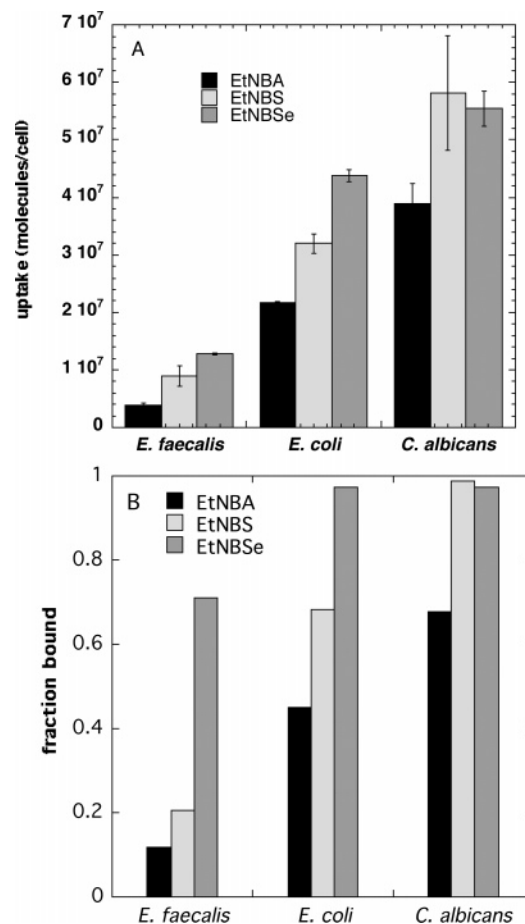 7 10⁷
A
EtNBA
EtNBS
EtNBSe
6 10⁷
5 10⁷
4 10⁷
3 10⁷
2 10⁷
1 10⁷
0
uptake (molecules/cell)
E. faecalis E. coli C. albicans
1
B
EtNBA
EtNBS
EtNBSe
0.8
0.6
0.4
0.2
0
fraction bound
E. faecalis E. coli C. albicans